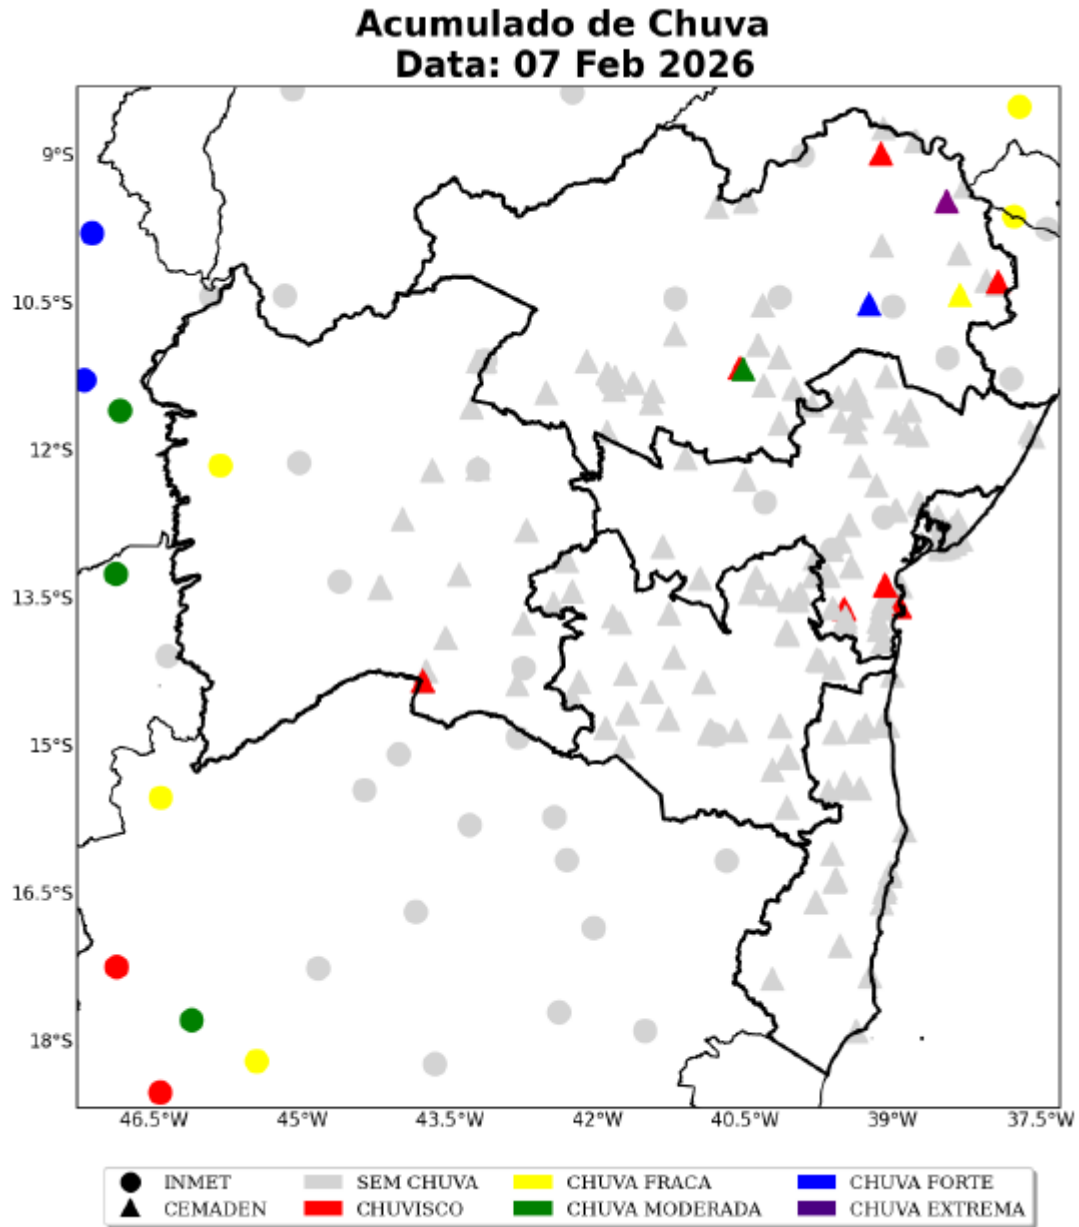 Acumulado de Chuva
Data: 07 Feb 2026
9°S
10.5°S
12°S
13.5°S
15°S
16.5°S
18°S
46.5°W 45°W 43.5°W 42°W 40.5°W 39°W 37.5°W
INMET SEM CHUVA CHUVA FRACA CHUVA FORTE
CEMADEN CHUVISCO CHUVA MODERADA CHUVA EXTREMA